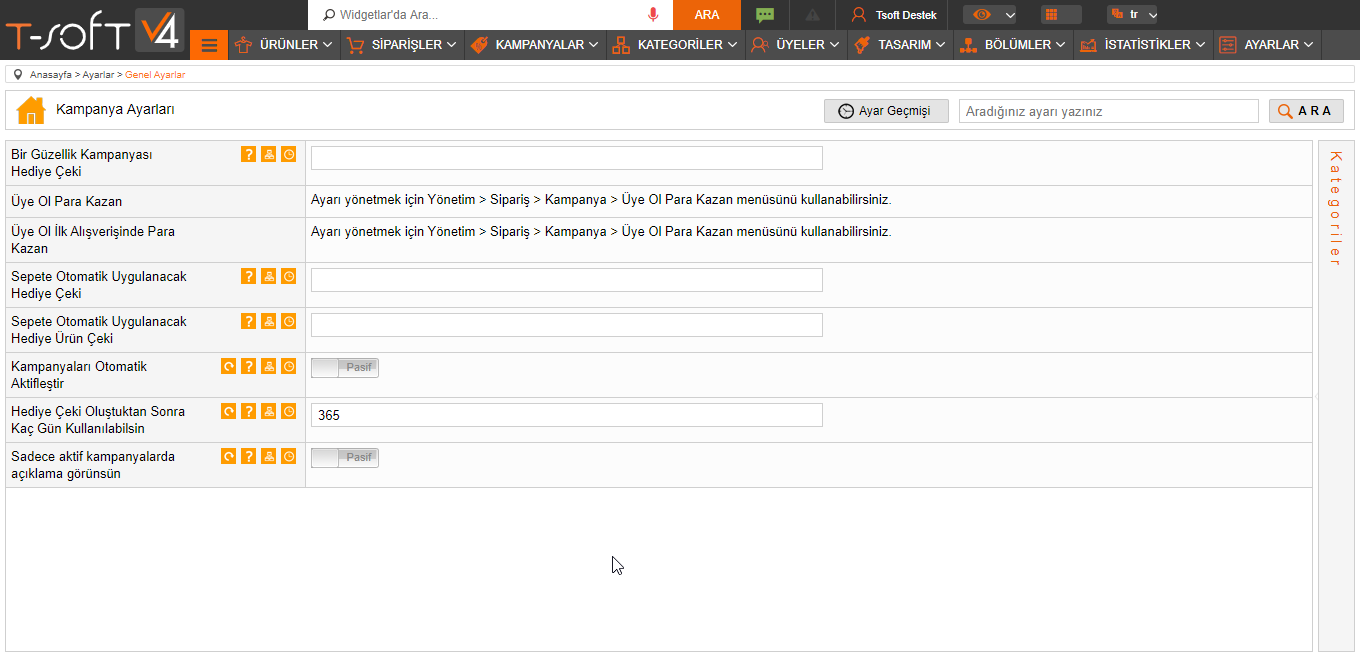 T-SOFT V4
Widgetlar'da Ara...
ARA
Tsoft Destek
tr
ÜRÜNLER
SİPARİŞLER
KAMPANYALAR
KATEGORİLER
ÜYELER
TASARIM
BÖLÜMLER
İSTATİSTİKLER
AYARLAR
Anasayfa > Ayarlar > Genel Ayarlar
Kampanya Ayarları
Ayar Geçmişi
Aradığınız ayarı yazınız
ARA
Bir Güzellik Kampanyası
Hediye Çeki
Üye Ol Para Kazan
Ayarı yönetmek için Yönetim > Sipariş > Kampanya > Üye Ol Para Kazan menüsünü kullanabilirsiniz.
Üye Ol İlk Alışverişinde Para
Kazan
Ayarı yönetmek için Yönetim > Sipariş > Kampanya > Üye Ol Para Kazan menüsünü kullanabilirsiniz.
Sepete Otomatik Uygulanacak
Hediye Çeki
Sepete Otomatik Uygulanacak
Hediye Ürün Çeki
Kampanyaları Otomatik
Aktifleştir
Pasif
Hediye Çeki Oluştuktan Sonra
Kaç Gün Kullanılabilsin
365
Sadece aktif kampanyalarda
açıklama görünsün
Pasif
Kategoriler